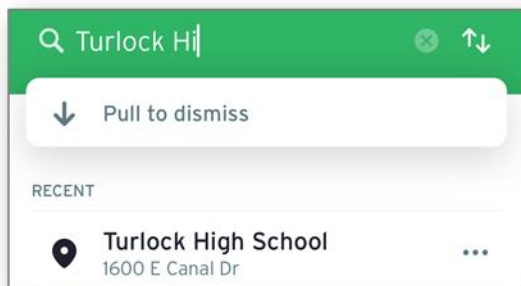 Turlock Hi
Pull to dismiss
RECENT
Turlock High School
1600 E Canal Dr